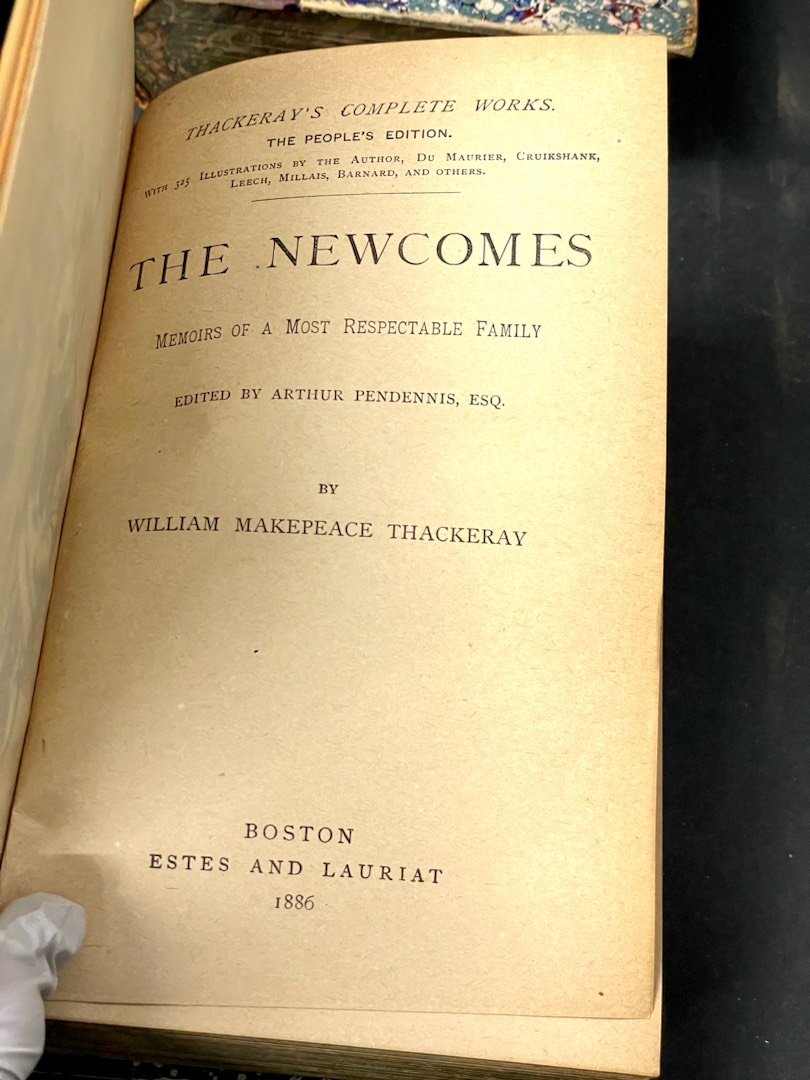 THACKERAY'S COMPLETE WORKS.
THE PEOPLE'S EDITION.
WITH 325 ILLUSTRATIONS BY THE AUTHOR, DU MAURIER, CRUIKSHANK,
LEECH, MILLAIS, BARNARD, AND OTHERS.
THE NEWCOMES
MEMOIRS OF A MOST RESPECTABLE FAMILY
EDITED BY ARTHUR PENDENNIS, ESQ.
BY
WILLIAM MAKEPEACE THACKERAY
BOSTON
ESTES AND LAURIAT
1886